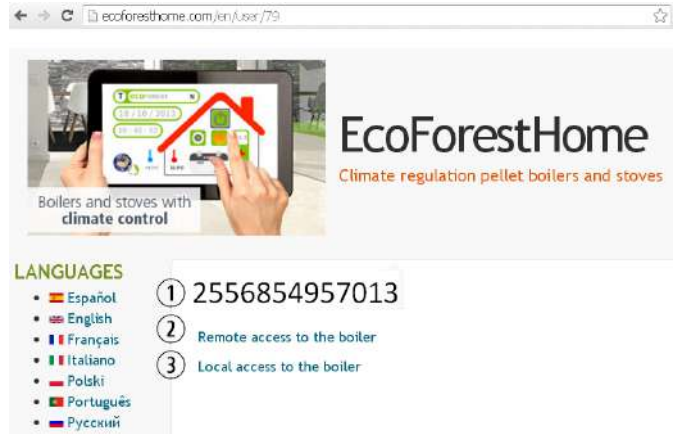 ecoforesthome.com/en/user/79
EcoForestHome
Climate regulation pellet boilers and stoves
Boilers and stoves with
climate control
LANGUAGES
Español
English
Français
Italiano
Polski
Português
Русский
1 2556854957013
2 Remote access to the boiler
3 Local access to the boiler